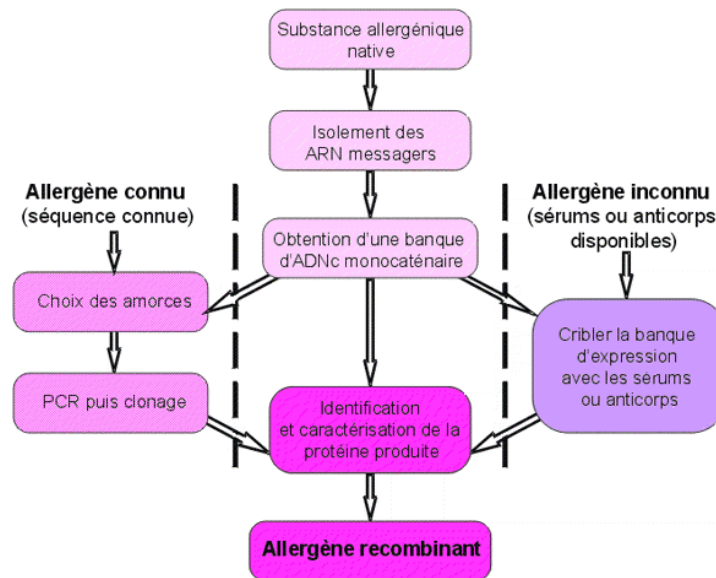 Substance allergénique
native
Isolement des
ARN messagers
Allergène connu
(séquence connue)
Allergène inconnu
(sérums ou anticorps
disponibles)
Obtention d'une banque
d'ADNc monocaténaire
Choix des amorces
PCR puis clonage
Cribler la banque
d'expression
avec les sérums
ou anticorps
Identification
et caractérisation de la
protéine produite
Allergène recombinant